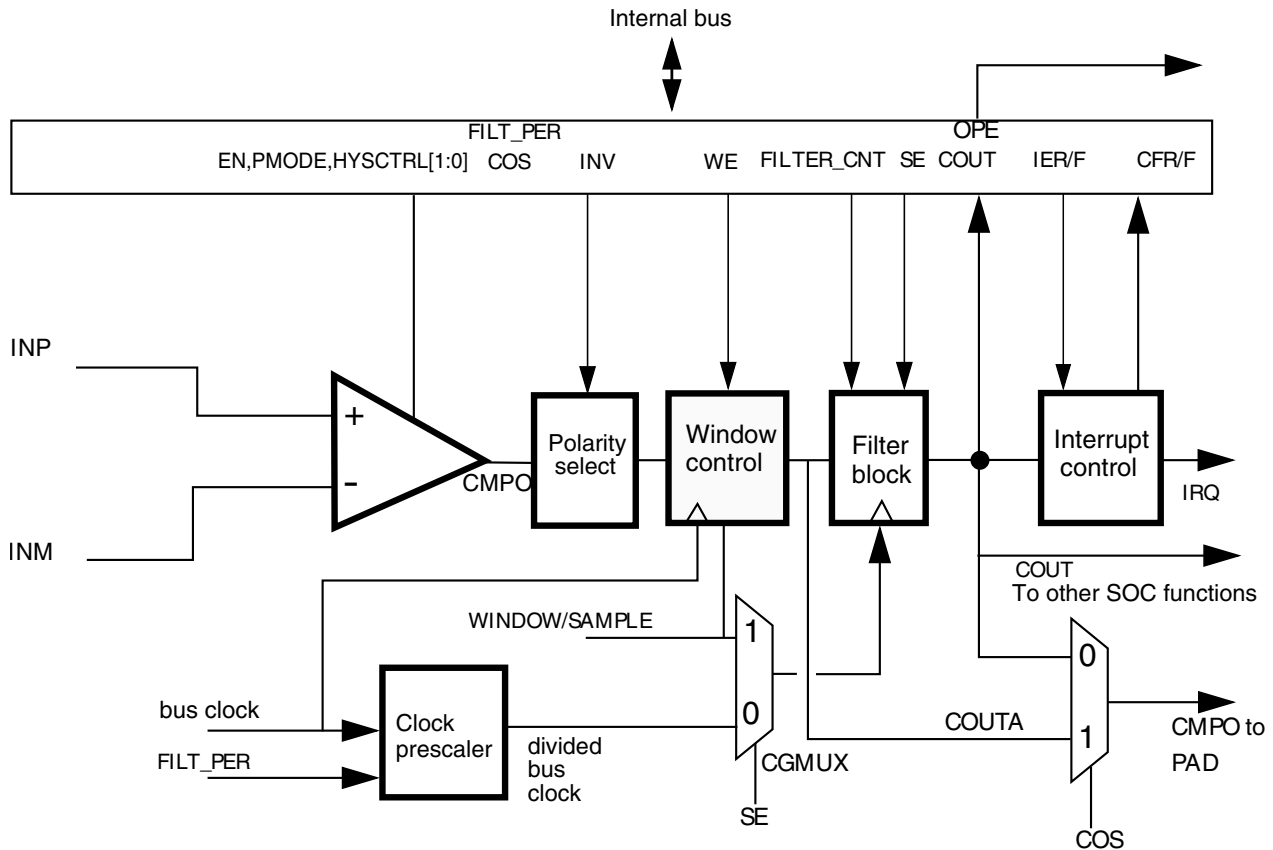 Internal bus
FILT_PER
OPE
EN,PMODE,HYSCTRL[1:0]
COS
INV
WE
FILTER_CNT
SE
COUT
IER/F
CFR/F
INP
INM
+
-
CMPO
Polarity
select
Window
control
Filter
block
Interrupt
control
IRQ
COUT
To other SOC functions
WINDOW/SAMPLE
1
0
bus clock
FILT_PER
Clock
prescaler
divided
bus
clock
CGMUX
SE
COUTA
0
1
CMPO to
PAD
COS